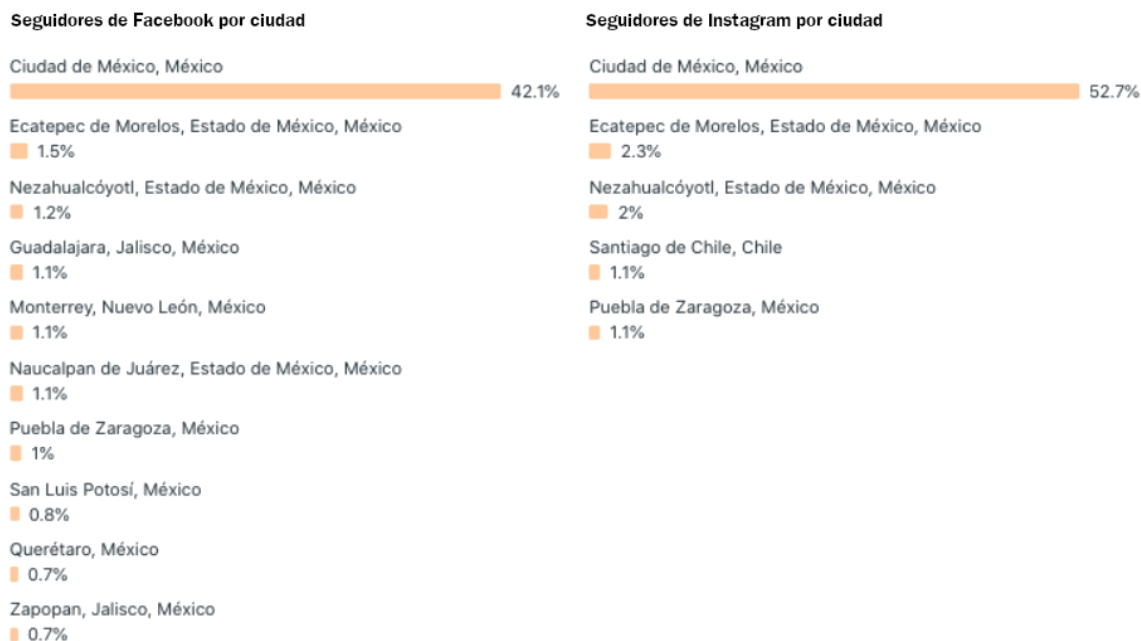 Seguidores de Facebook por ciudad
Ciudad de México, México
42.1%
Ecatepec de Morelos, Estado de México, México
1.5%
Nezahualcóyotl, Estado de México, México
1.2%
Guadalajara, Jalisco, México
1.1%
Monterrey, Nuevo León, México
1.1%
Naucalpan de Juárez, Estado de México, México
1.1%
Puebla de Zaragoza, México
1%
San Luis Potosí, México
0.8%
Querétaro, México
0.7%
Zapopan, Jalisco, México
0.7%
Seguidores de Instagram por ciudad
Ciudad de México, México
52.7%
Ecatepec de Morelos, Estado de México, México
2.3%
Nezahualcóyotl, Estado de México, México
2%
Santiago de Chile, Chile
1.1%
Puebla de Zaragoza, México
1.1%